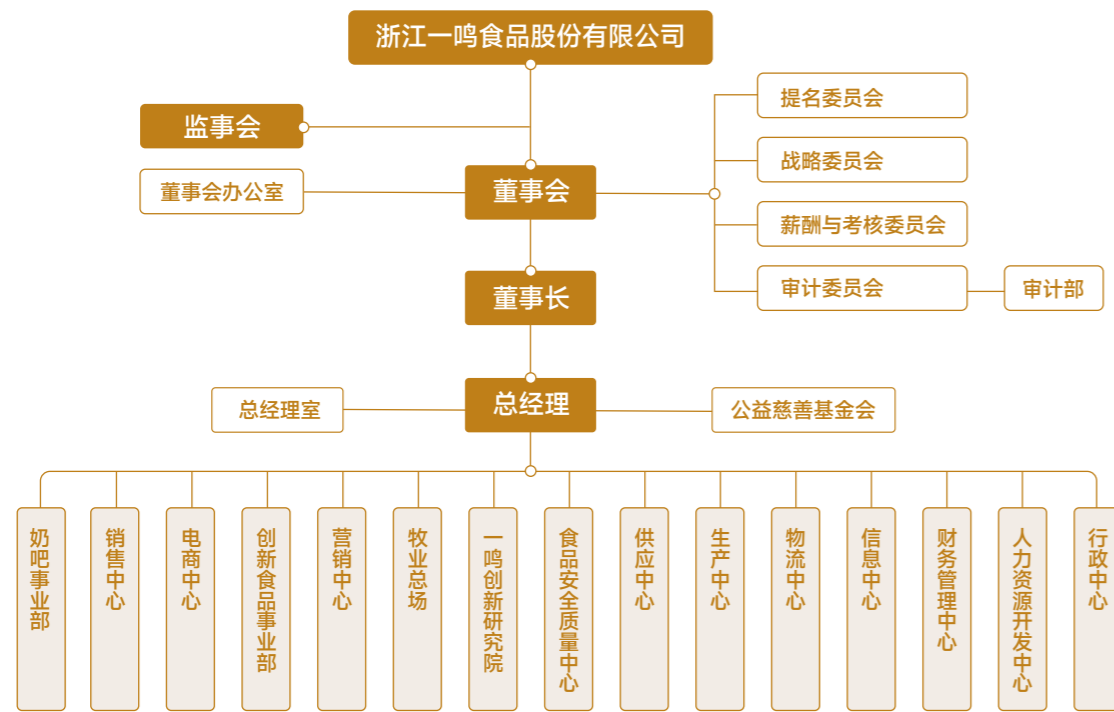 浙江一鸣食品股份有限公司
监事会
董事会办公室
董事会
提名委员会
战略委员会
薪酬与考核委员会
审计委员会
审计部
董事长
总经理室
总经理
公益慈善基金会
奶吧事业部
销售中心
电商中心
创新食品事业部
营销中心
牧业总场
一鸣创新研究院
食品安全质量中心
供应中心
生产中心
物流中心
信息中心
财务管理中心
人力资源开发中心
行政中心